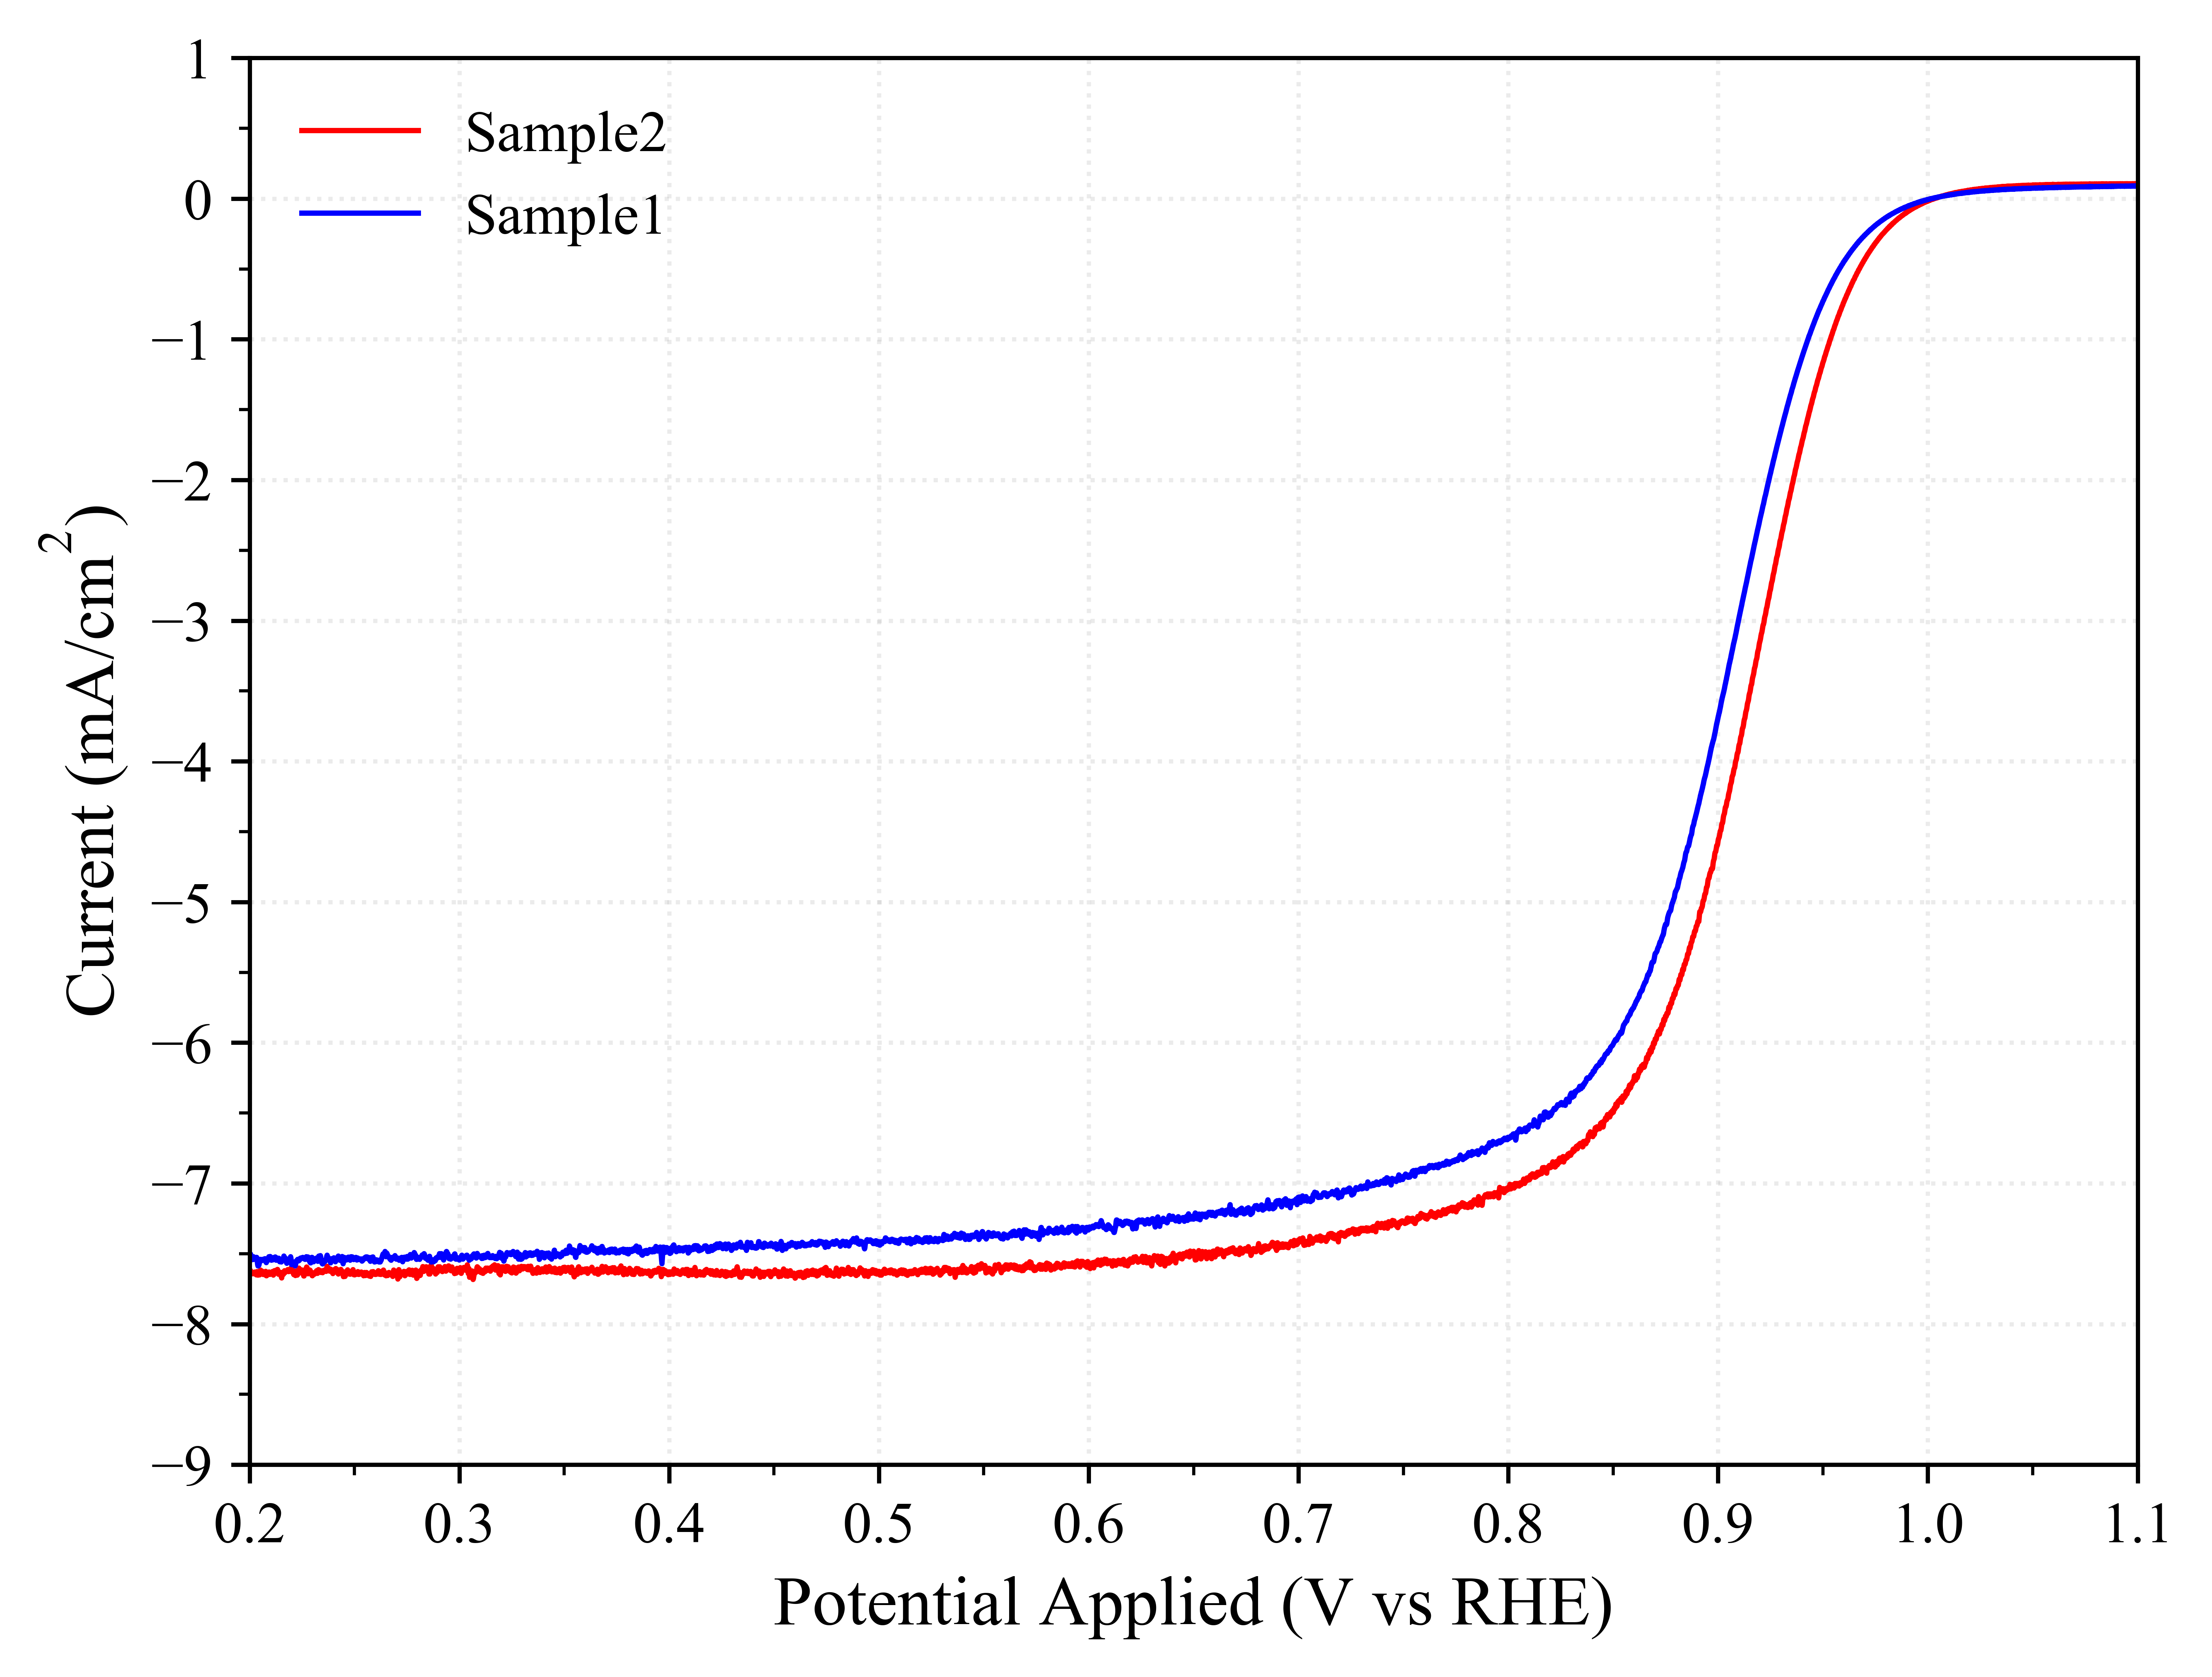 Sample2
Sample1
1
0
−1
−2
−3
−4
−5
−6
−7
−8
−9
Current (mA/cm²)
0.2 0.3 0.4 0.5 0.6 0.7 0.8 0.9 1.0 1.1
Potential Applied (V vs RHE)